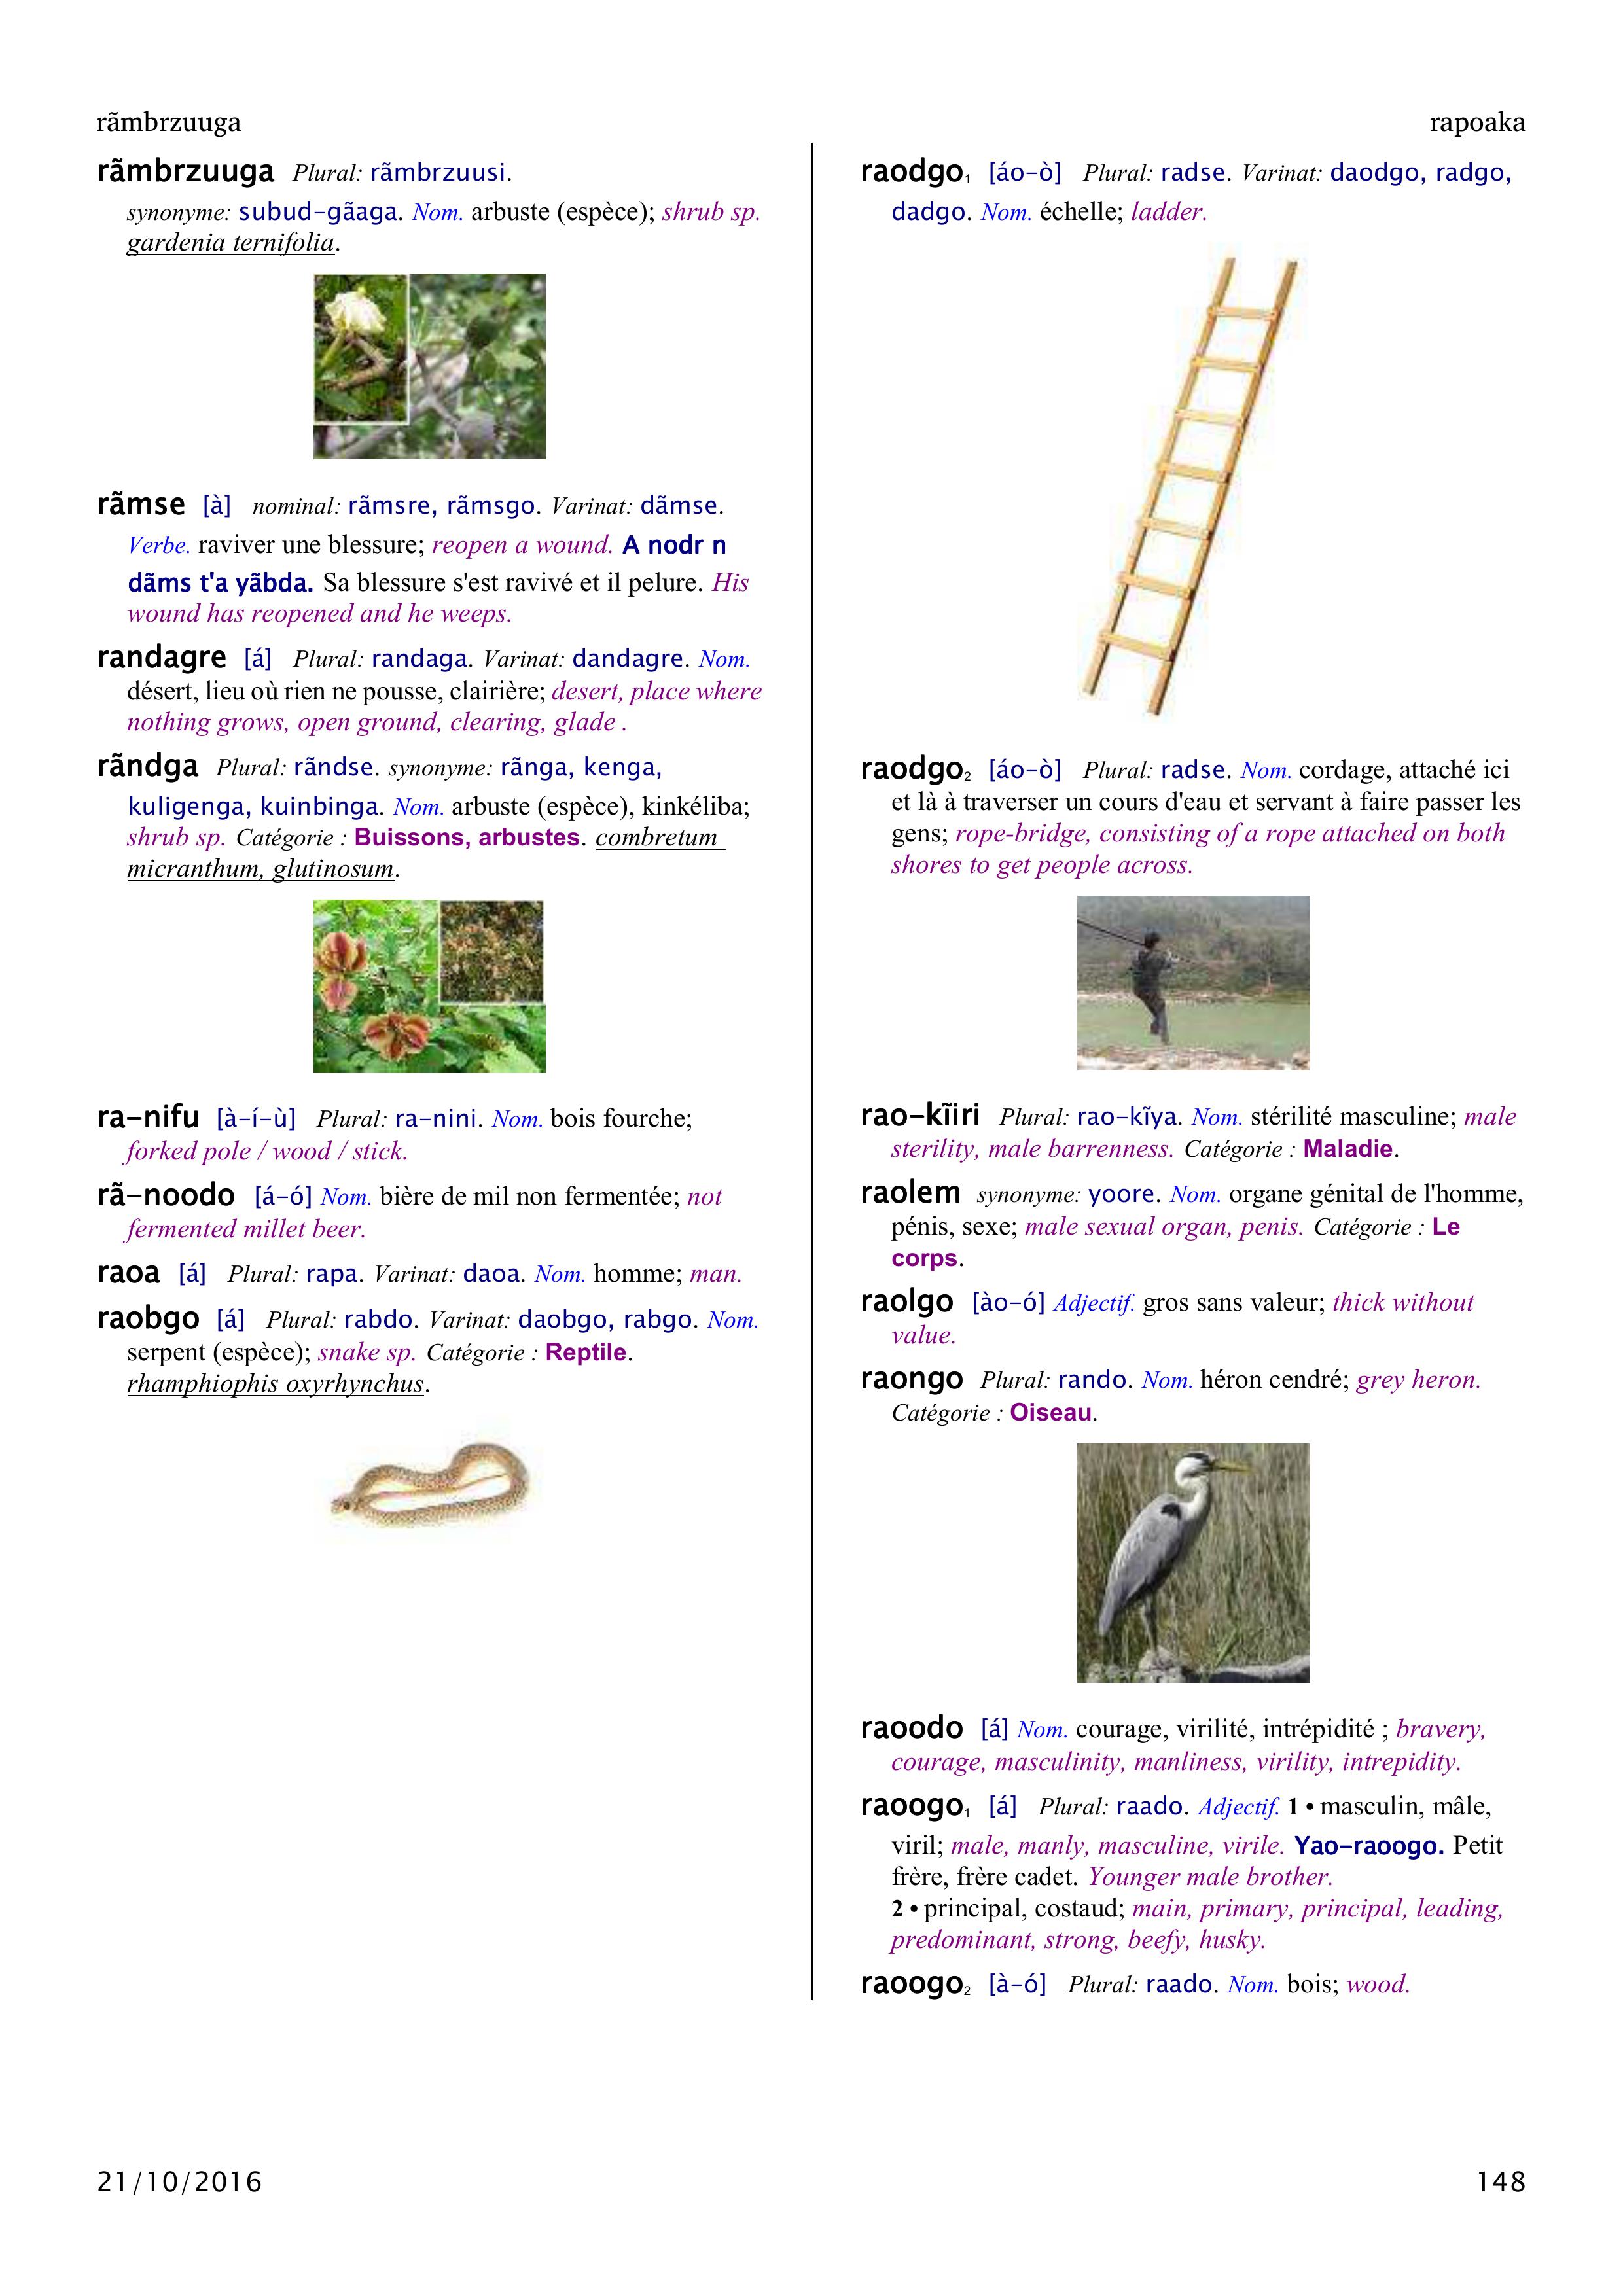 rãmbrzuuga
rapoaka
rãmbrzuuga Plural: rãmbrzuusi.
synonyme: subud-gãaga. Nom. arbuste (espèce); shrub sp.
gardenia ternifolia.
rãmse [à] nominal: rãmsre, rãmsgo. Varinat: dãmse.
Verbe. raviver une blessure; reopen a wound. A nodr n
dãms t'a yãbda. Sa blessure s'est ravivé et il pelure. His
wound has reopened and he weeps.
randagre [á] Plural: randaga. Varinat: dandagre. Nom.
désert, lieu où rien ne pousse, clairière; desert, place where
nothing grows, open ground, clearing, glade .
rãndga Plural: rãndse. synonyme: rãnga, kenga,
kuligenga, kuinbinga. Nom. arbuste (espèce), kinkéliba;
shrub sp. Catégorie : Buissons, arbustes. combretum
micranthum, glutinosum.
ra-nifu [à-í-ù] Plural: ra-nini. Nom. bois fourche;
forked pole / wood / stick.
rã-noodo [á-ó] Nom. bière de mil non fermentée; not
fermented millet beer.
raoa [á] Plural: rapa. Varinat: daoa. Nom. homme; man.
raobgo [á] Plural: rabdo. Varinat: daobgo, rabgo. Nom.
serpent (espèce); snake sp. Catégorie : Reptile.
rhamphiophis oxyrhynchus.
raodgo₁ [áo-ò] Plural: radse. Varinat: daodgo, radgo,
dadgo. Nom. échelle; ladder.
raodgo₂ [áo-ò] Plural: radse. Nom. cordage, attaché ici
et là à traverser un cours d'eau et servant à faire passer les
gens; rope-bridge, consisting of a rope attached on both
shores to get people across.
rao-kĩiri Plural: rao-kĩya. Nom. stérilité masculine; male
sterility, male barrenness. Catégorie : Maladie.
raolem synonyme: yoore. Nom. organe génital de l'homme,
pénis, sexe; male sexual organ, penis. Catégorie : Le
corps.
raolgo [ào-ó] Adjectif. gros sans valeur; thick without
value.
raongo Plural: rando. Nom. héron cendré; grey heron.
Catégorie : Oiseau.
raoodo [á] Nom. courage, virilité, intrépidité ; bravery,
courage, masculinity, manliness, virility, intrepidity.
raoogo₁ [á] Plural: raado. Adjectif. 1 • masculin, mâle,
viril; male, manly, masculine, virile. Yao-raoogo. Petit
frère, frère cadet. Younger male brother.
2 • principal, costaud; main, primary, principal, leading,
predominant, strong, beefy, husky.
raoogo₂ [à-ó] Plural: raado. Nom. bois; wood.
21/10/2016
148